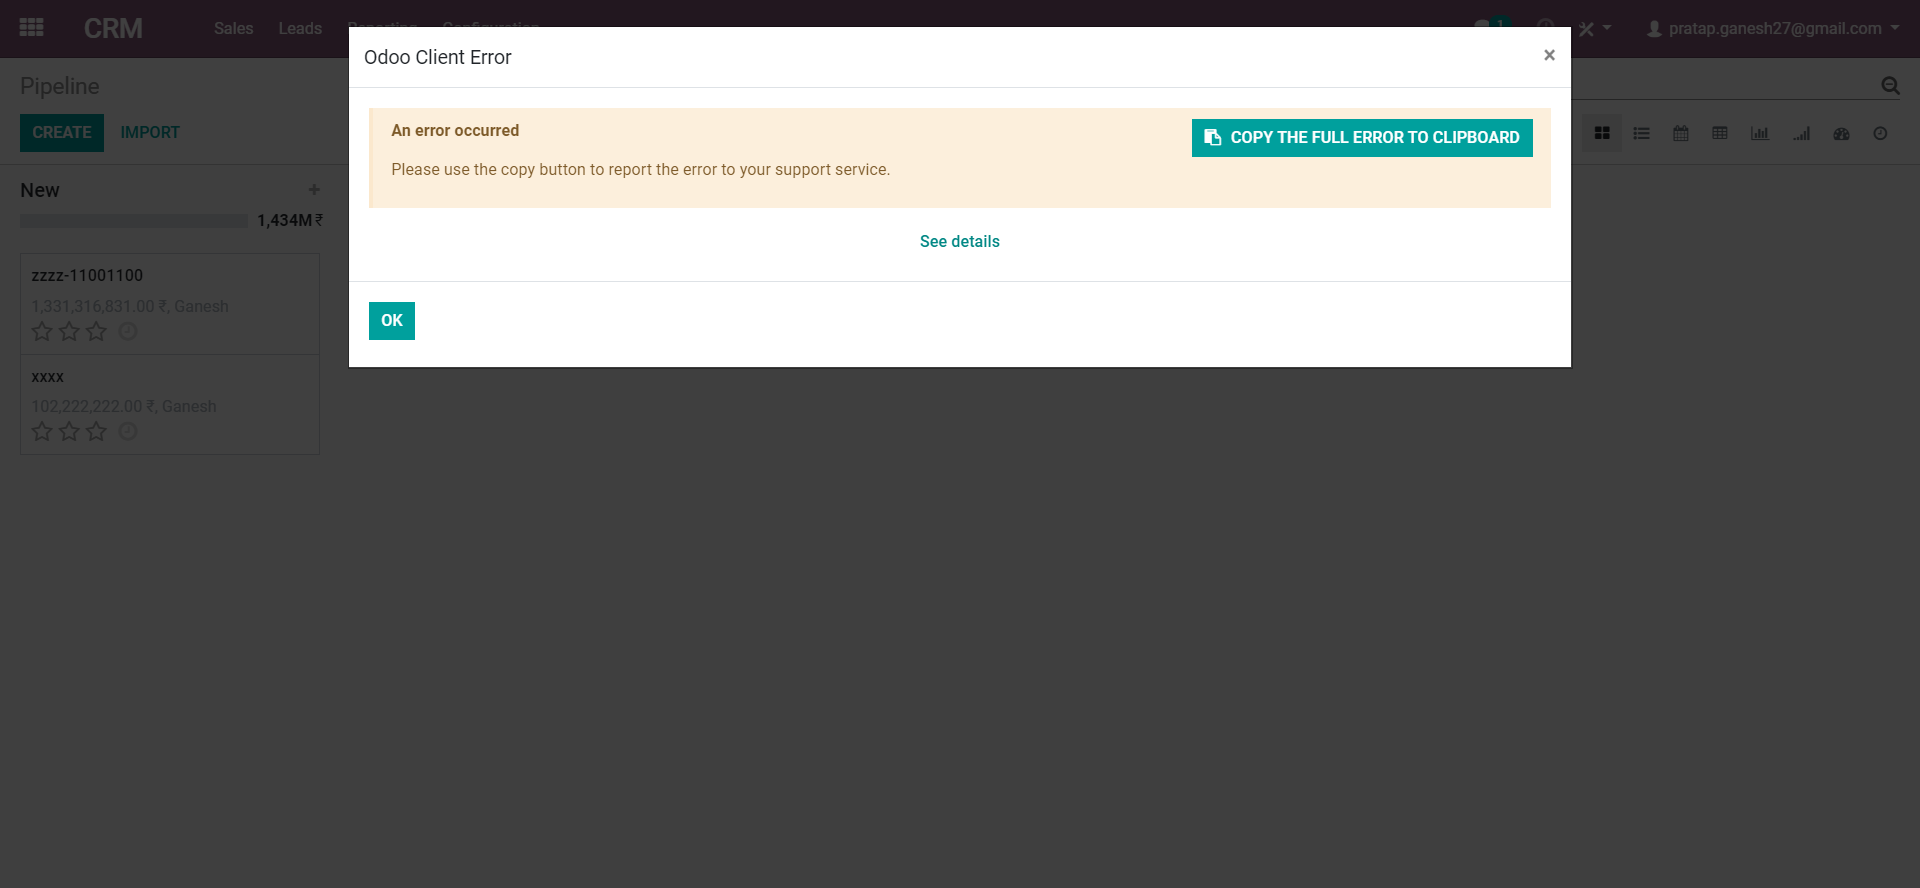 CRM Sales Leads Reporting Configuration 1 pratap.ganesh27@gmail.com
Odoo Client Error ×
Pipeline
An error occurred
COPY THE FULL ERROR TO CLIPBOARD
CREATE IMPORT
Please use the copy button to report the error to your support service.
New +
1,434M ₹
See details
zzzz-11001100
1,331,316,831.00 ₹, Ganesh
OK
xxxx
102,222,222.00 ₹, Ganesh